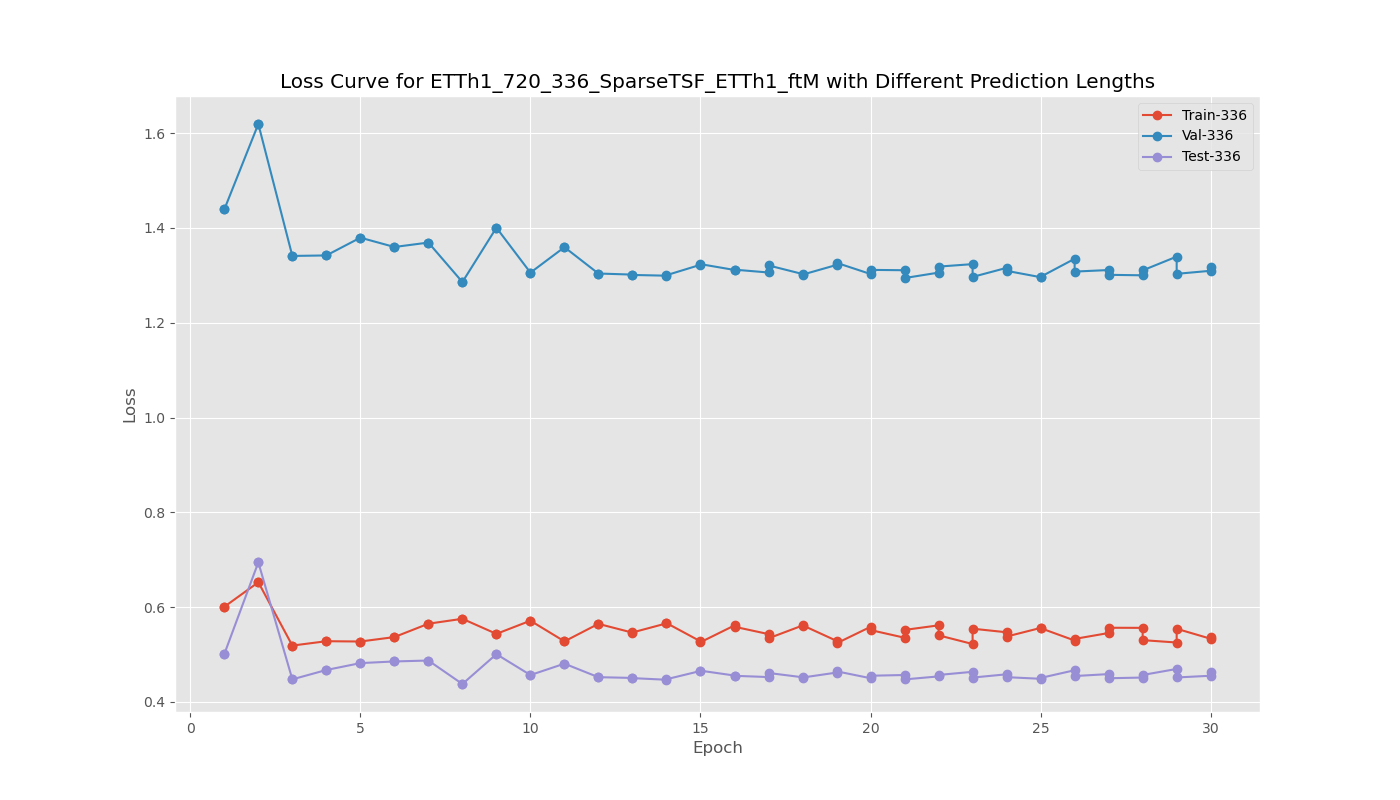 Loss Curve for ETTh1_720_336_SparseTSF_ETTh1_ftM with Different Prediction Lengths
Train-336
Val-336
Test-336
1.6
1.4
1.2
1.0
0.8
0.6
0.4
Loss
0 5 10 15 20 25 30
Epoch